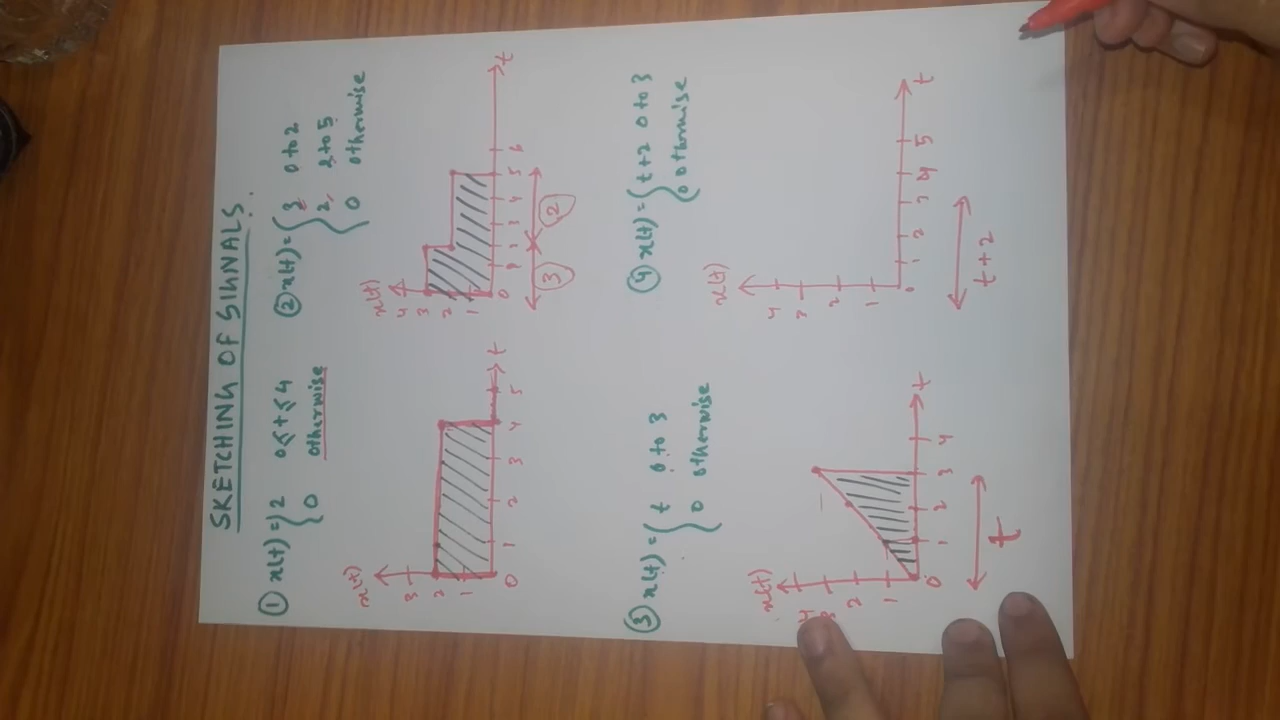 SKETCHING OF SIGNALS:
① x(t)={2 0≤t≤4
{0 otherwise
② x(t)={3, 0 to 2
{2, 2 to 5
{0 otherwise
x(t)
3
2
1
0 1 2 3 4 5 t
x(t)
4
3
2
1
0 1 2 3 4 5 6 t
③ ②
③ x(t)={t 0 to 3
{0 otherwise
④ x(t)={t+2 0 to 3
{0 otherwise
x(t)
4
3
2
1
0 1 2 3 4 t
t
x(t)
4
3
2
1
0 1 2 3 4 5 t
t+2